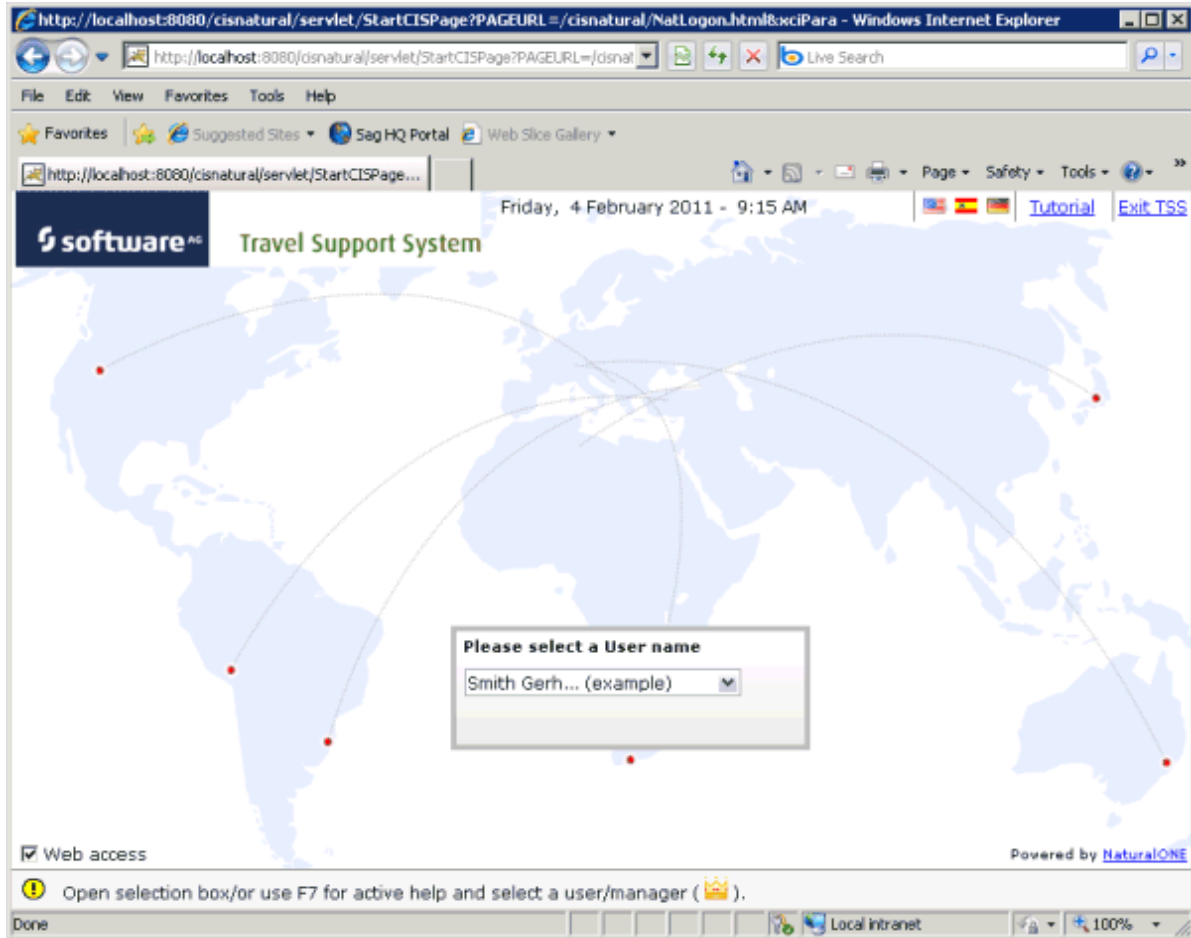 http://localhost:8080/cisnatural/servlet/StartCISPage?PAGEURL=/cisnatural/NatLogon.html&xciPara - Windows Internet Explorer
http://localhost:8080/cisnatural/servlet/StartCISPage?PAGEURL=/cisnat
Live Search
File Edit View Favorites Tools Help
Favorites Suggested Sites Sag HQ Portal Web Slice Gallery
http://localhost:8080/cisnatural/servlet/StartCISPage... Page Safety Tools
Friday, 4 February 2011 - 9:15 AM Tutorial Exit TSS
software AG Travel Support System
Please select a User name
Smith Gerh... (example)
Web access Powered by NaturalONE
Open selection box/or use F7 for active help and select a user/manager ( ).
Done Local intranet 100%